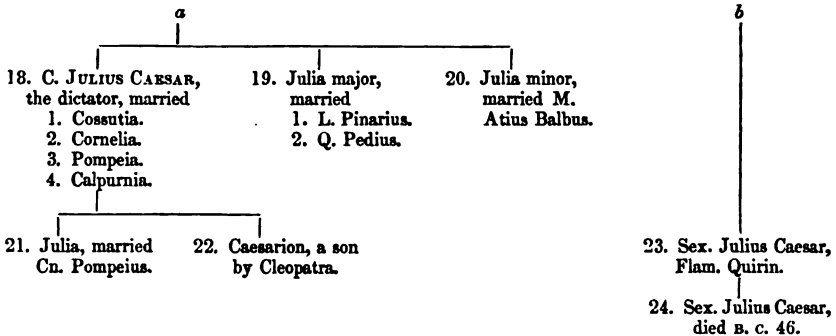 a
b
18. C. JULIUS CAESAR,
the dictator, married
1. Cossutia.
2. Cornelia.
3. Pompeia.
4. Calpurnia.
19. Julia major,
married
1. L. Pinarius.
2. Q. Pedius.
20. Julia minor,
married M.
Atius Balbus.
21. Julia, married
Cn. Pompeius.
22. Caesarion, a son
by Cleopatra.
23. Sex. Julius Caesar,
Flam. Quirin.
24. Sex. Julius Caesar,
died B. C. 46.